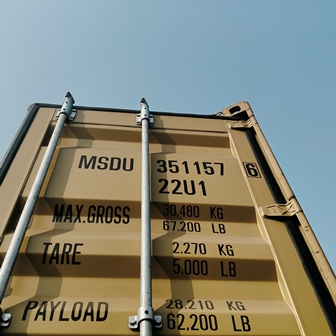 MSDU 351157 6
22U1
MAX.GROSS 30.480 KG
67.200 LB
TARE 2.270 KG
5,000 LB
PAYLOAD 28.210 KG
62,200 LB